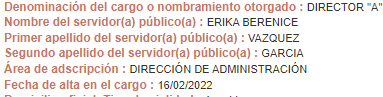 Denominación del cargo o nombramiento otorgado : DIRECTOR "A"
Nombre del servidor(a) público(a) : ERIKA BERENICE
Primer apellido del servidor(a) público(a) : VAZQUEZ
Segundo apellido del servidor(a) público(a) : GARCIA
Área de adscripción : DIRECCIÓN DE ADMINISTRACIÓN
Fecha de alta en el cargo : 16/02/2022